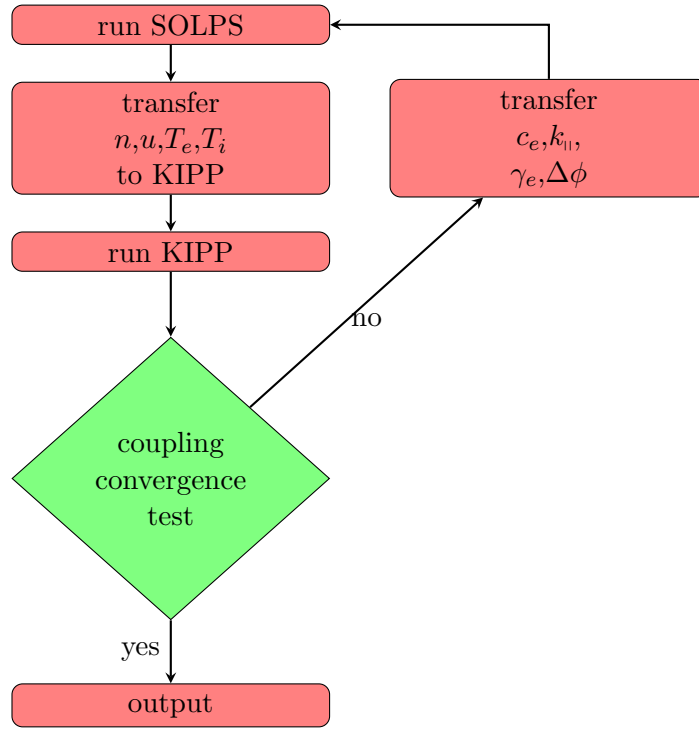 run SOLPS
transfer
n,u,T_e,T_i
to KIPP
run KIPP
coupling
convergence
test
yes
output
no
transfer
c_e,k_∥,
γ_e,Δϕ